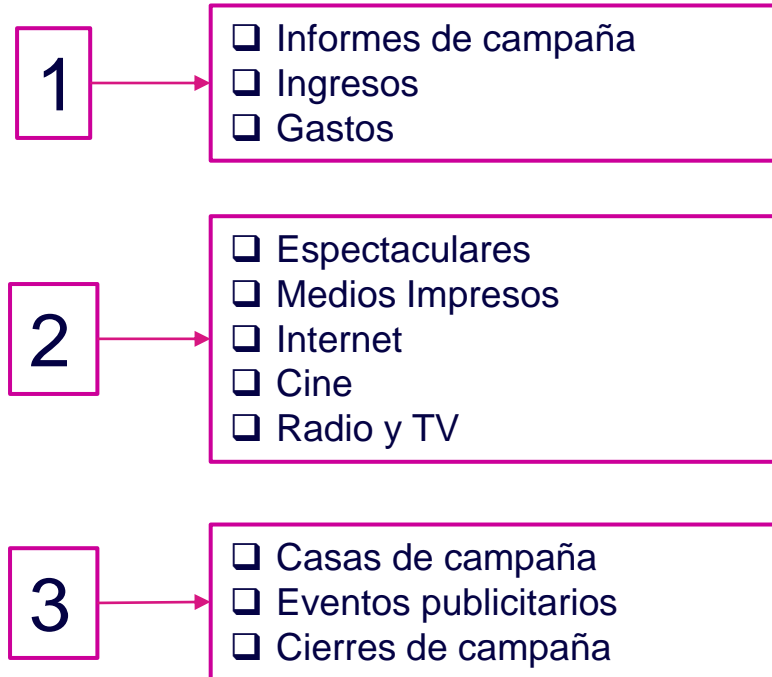 1
❑ Informes de campaña
❑ Ingresos
❑ Gastos
2
❑ Espectaculares
❑ Medios Impresos
❑ Internet
❑ Cine
❑ Radio y TV
3
❑ Casas de campaña
❑ Eventos publicitarios
❑ Cierres de campaña